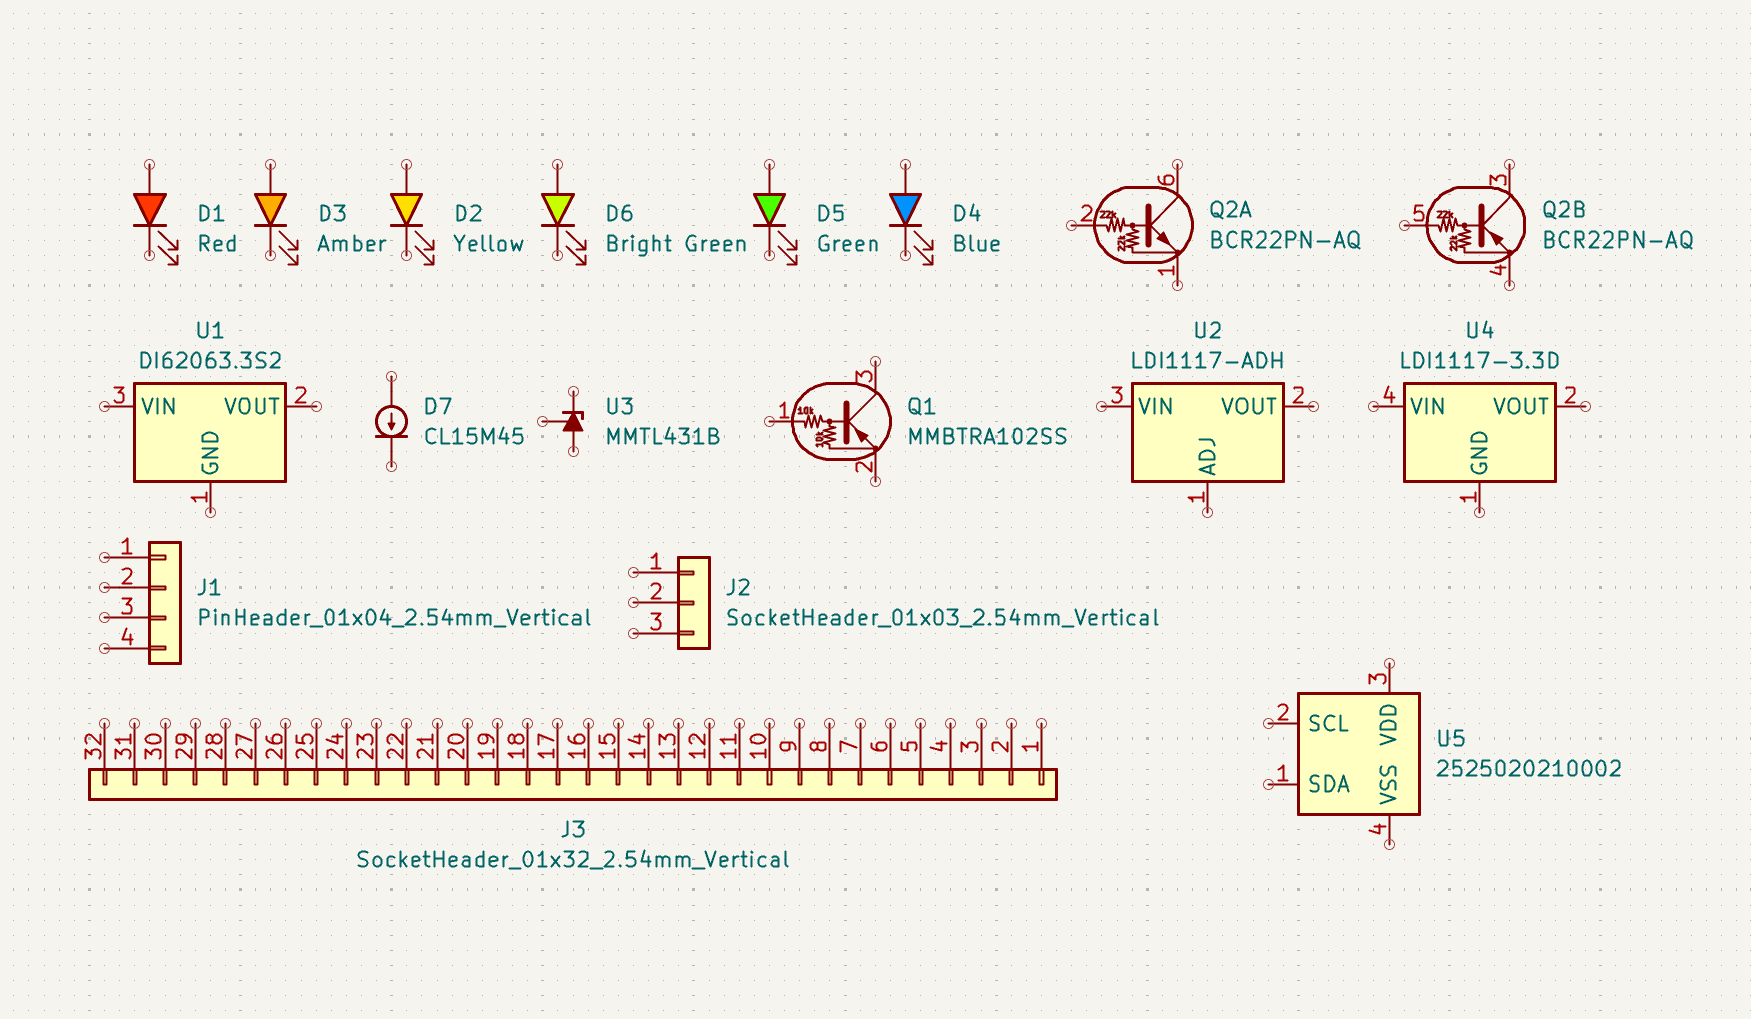 D1
Red
D3
Amber
D2
Yellow
D6
Bright Green
D5
Green
D4
Blue
2
22k
22k
6
1
Q2A
BCR22PN-AQ
5
22k
22k
3
4
Q2B
BCR22PN-AQ
U1
DI62063.3S2
3
VIN
VOUT
2
GND
1
D7
CL15M45
U3
MMTL431B
1
10k
10k
3
2
Q1
MMBTRA102SS
U2
LDI1117-ADH
3
VIN
VOUT
2
ADJ
1
U4
LDI1117-3.3D
4
VIN
VOUT
2
GND
1
1
2
3
4
J1
PinHeader_01x04_2.54mm_Vertical
1
2
3
J2
SocketHeader_01x03_2.54mm_Vertical
32 31 30 29 28 27 26 25 24 23 22 21 20 19 18 17 16 15 14 13 12 11 10 9 8 7 6 5 4 3 2 1
J3
SocketHeader_01x32_2.54mm_Vertical
3
2
SCL
VDD
1
SDA
VSS
4
U5
2525020210002